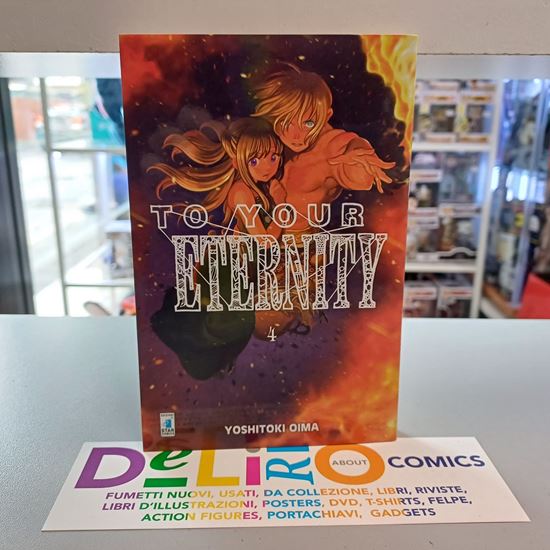 TO YOUR
ETERNITY
4
STAR
YOSHITOKI OIMA
DeLiRiO ABOUT COMICS
FUMETTI NUOVI, USATI, DA COLLEZIONE, LIBRI, RIVISTE,
LIBRI D'ILLUSTRAZIONI, POSTERS, DVD, T-SHIRTS, FELPE,
ACTION FIGURES, PORTACHIAVI, GADGETS